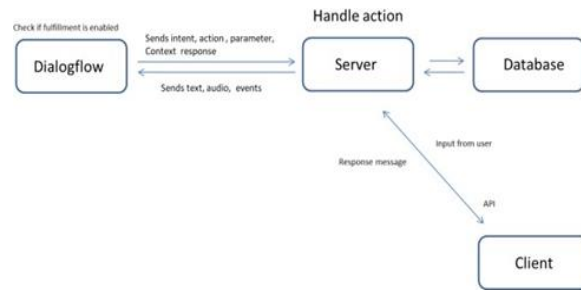 Handle action
Check if fulfillment is enabled
Sends intent, action , parameter,
Context response
Dialogflow
Server
Database
Sends text, audio, events
Input from user
Response message
API
Client